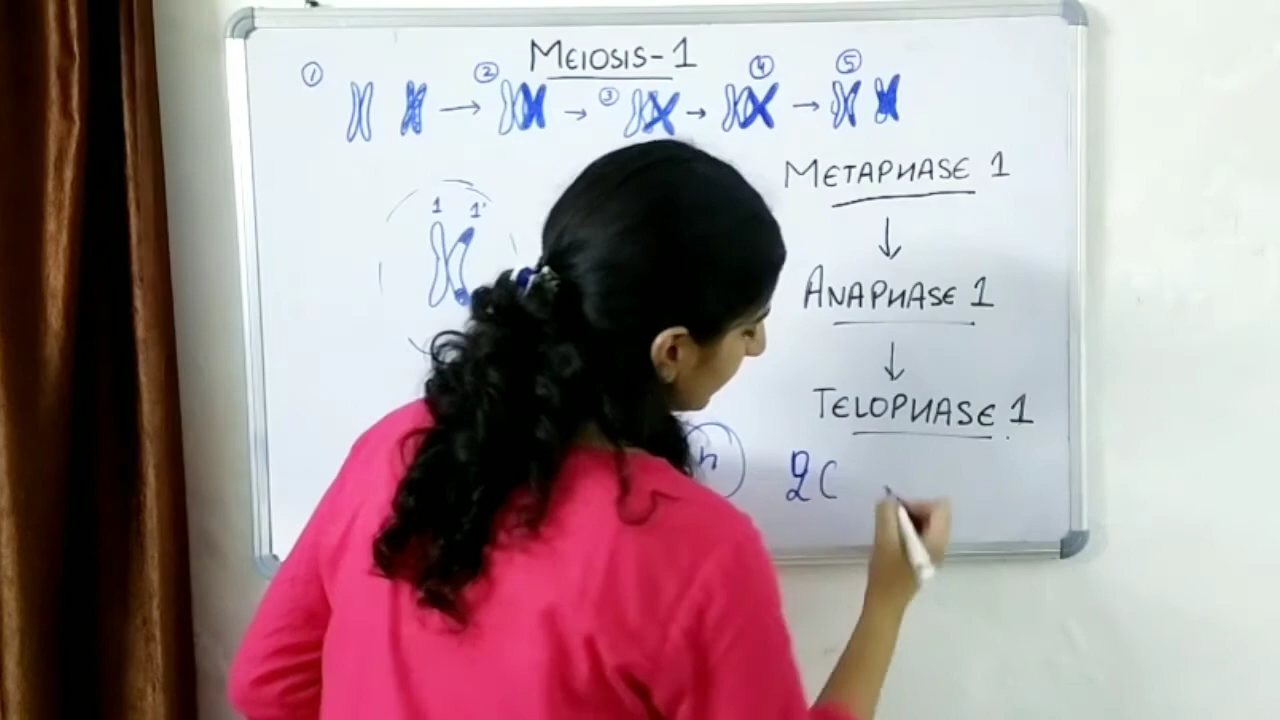 MEIOSIS-1
① → ② → ③ → ④ → ⑤
METAPHASE 1
↓
1 1'
ANAPHASE 1
↓
TELOPHASE 1
n
2C